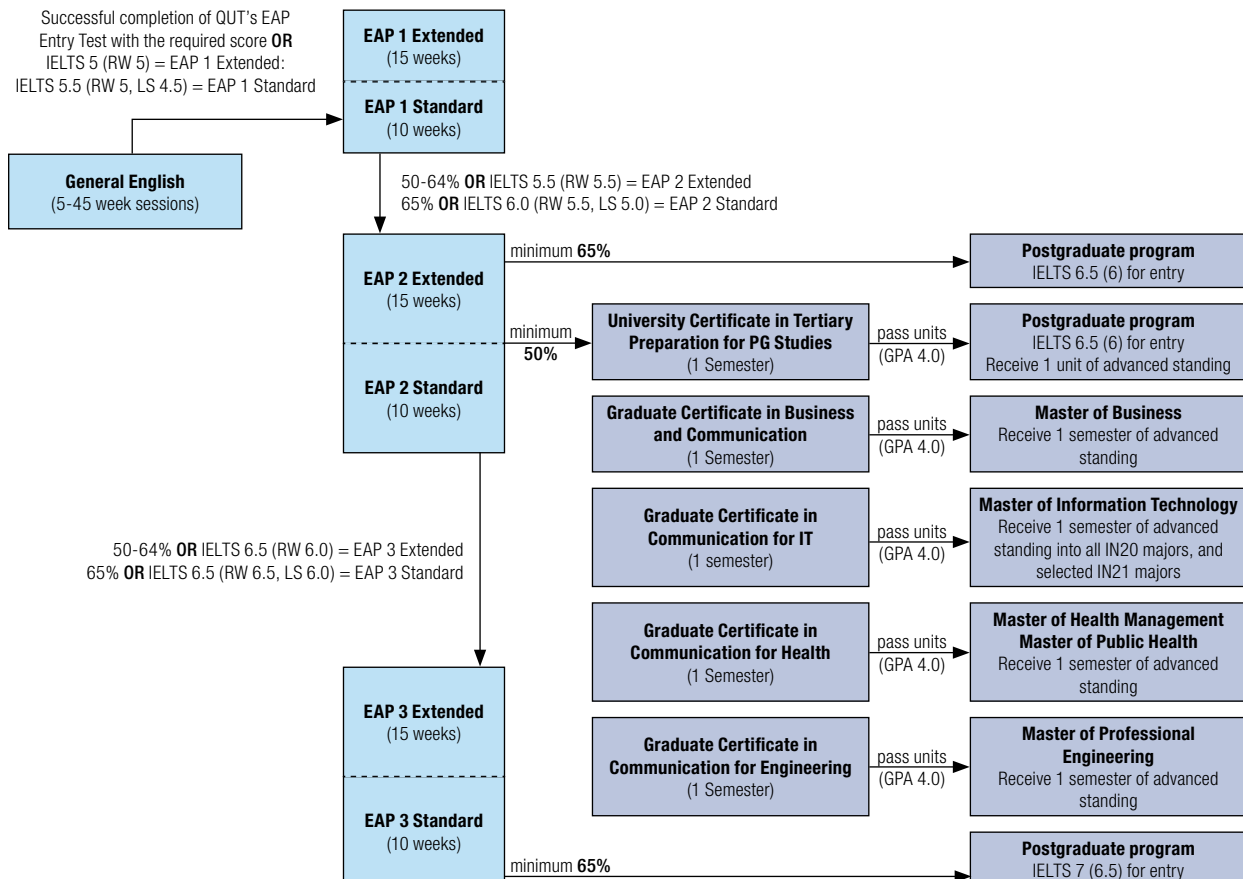 Successful completion of QUT's EAP
Entry Test with the required score OR
IELTS 5 (RW 5) = EAP 1 Extended:
IELTS 5.5 (RW 5, LS 4.5) = EAP 1 Standard
EAP 1 Extended
(15 weeks)
EAP 1 Standard
(10 weeks)
General English
(5-45 week sessions)
50-64% OR IELTS 5.5 (RW 5.5) = EAP 2 Extended
65% OR IELTS 6.0 (RW 5.5, LS 5.0) = EAP 2 Standard
EAP 2 Extended
(15 weeks)
EAP 2 Standard
(10 weeks)
minimum 65%
Postgraduate program
IELTS 6.5 (6) for entry
minimum
50%
University Certificate in Tertiary
Preparation for PG Studies
(1 Semester)
pass units
(GPA 4.0)
Postgraduate program
IELTS 6.5 (6) for entry
Receive 1 unit of advanced standing
Graduate Certificate in Business
and Communication
(1 Semester)
pass units
(GPA 4.0)
Master of Business
Receive 1 semester of advanced
standing
Graduate Certificate in
Communication for IT
(1 semester)
pass units
(GPA 4.0)
Master of Information Technology
Receive 1 semester of advanced
standing into all IN20 majors, and
selected IN21 majors
50-64% OR IELTS 6.5 (RW 6.0) = EAP 3 Extended
65% OR IELTS 6.5 (RW 6.5, LS 6.0) = EAP 3 Standard
Graduate Certificate in
Communication for Health
(1 Semester)
pass units
(GPA 4.0)
Master of Health Management
Master of Public Health
Receive 1 semester of advanced
standing
EAP 3 Extended
(15 weeks)
EAP 3 Standard
(10 weeks)
Graduate Certificate in
Communication for Engineering
(1 Semester)
pass units
(GPA 4.0)
Master of Professional
Engineering
Receive 1 semester of advanced
standing
minimum 65%
Postgraduate program
IELTS 7 (6.5) for entry